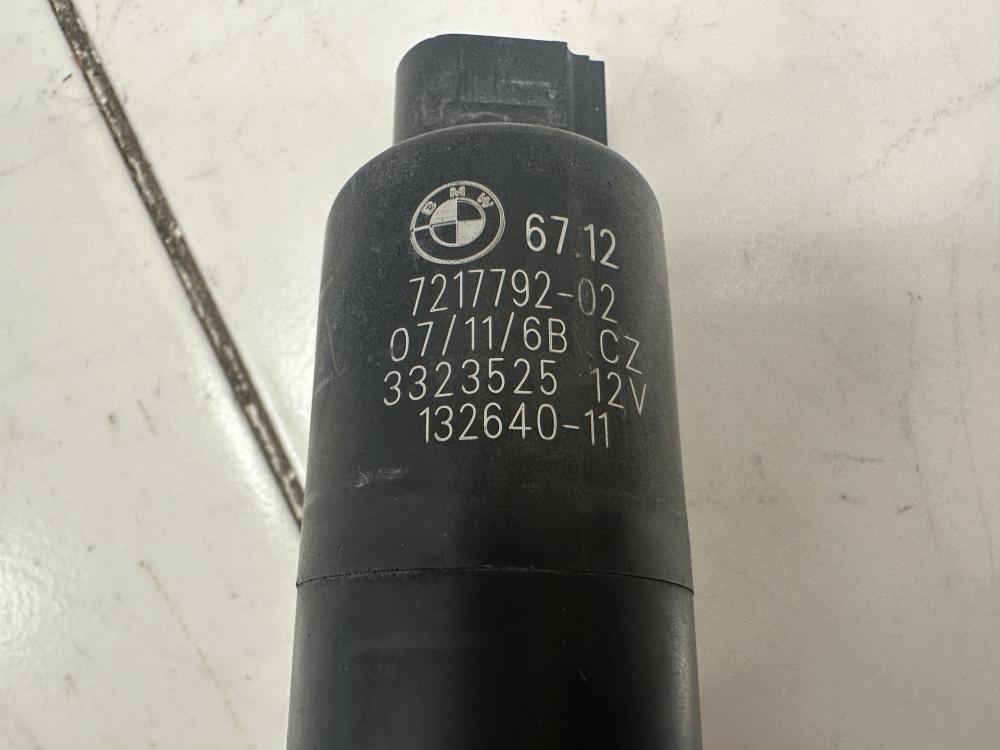 BMW 67.12
7217792-02
07/11/6B CZ
3323525 12V
132640-11